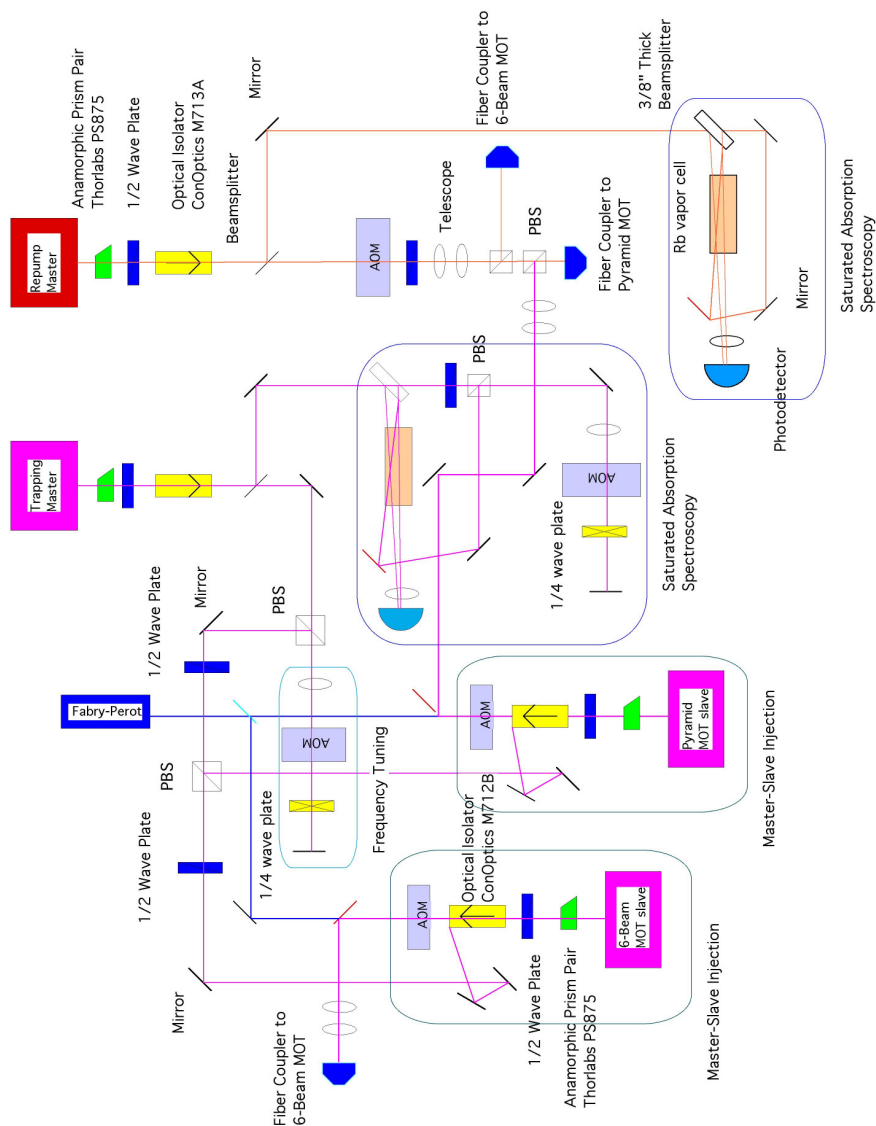 Repump
Master
Anamorphic Prism Pair
Thorlabs PS875
1/2 Wave Plate
Optical Isolator
ConOptics M713A
Beamsplitter
Mirror
AOM
Telescope
Fiber Coupler to
6-Beam MOT
PBS
Fiber Coupler to
Pyramid MOT
3/8" Thick
Beamsplitter
Rb vapor cell
Mirror
Photodetector
Saturated Absorption
Spectroscopy
Trapping
Master
PBS
AOM
1/4 wave plate
Saturated Absorption
Spectroscopy
1/2 Wave Plate
Mirror
PBS
Fabry-Perot
PBS
AOM
1/4 wave plate
Frequency Tuning
1/2 Wave Plate
AOM
Pyramid
MOT slave
Master-Slave Injection
Mirror
AOM
Optical Isolator
ConOptics M712B
1/2 Wave Plate
Anamorphic Prism Pair
Thorlabs PS875
6-Beam
MOT slave
Master-Slave Injection
Fiber Coupler to
6-Beam MOT